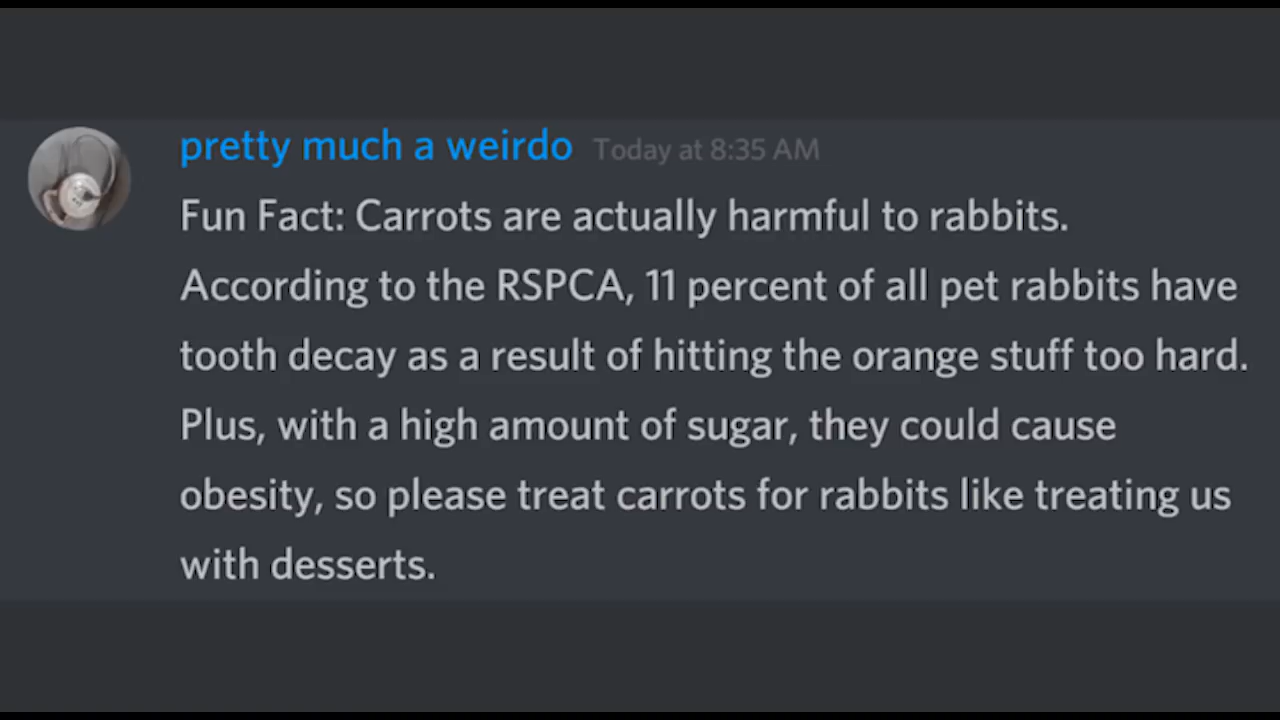 pretty much a weirdo Today at 8:35 AM
Fun Fact: Carrots are actually harmful to rabbits.
According to the RSPCA, 11 percent of all pet rabbits have
tooth decay as a result of hitting the orange stuff too hard.
Plus, with a high amount of sugar, they could cause
obesity, so please treat carrots for rabbits like treating us
with desserts.